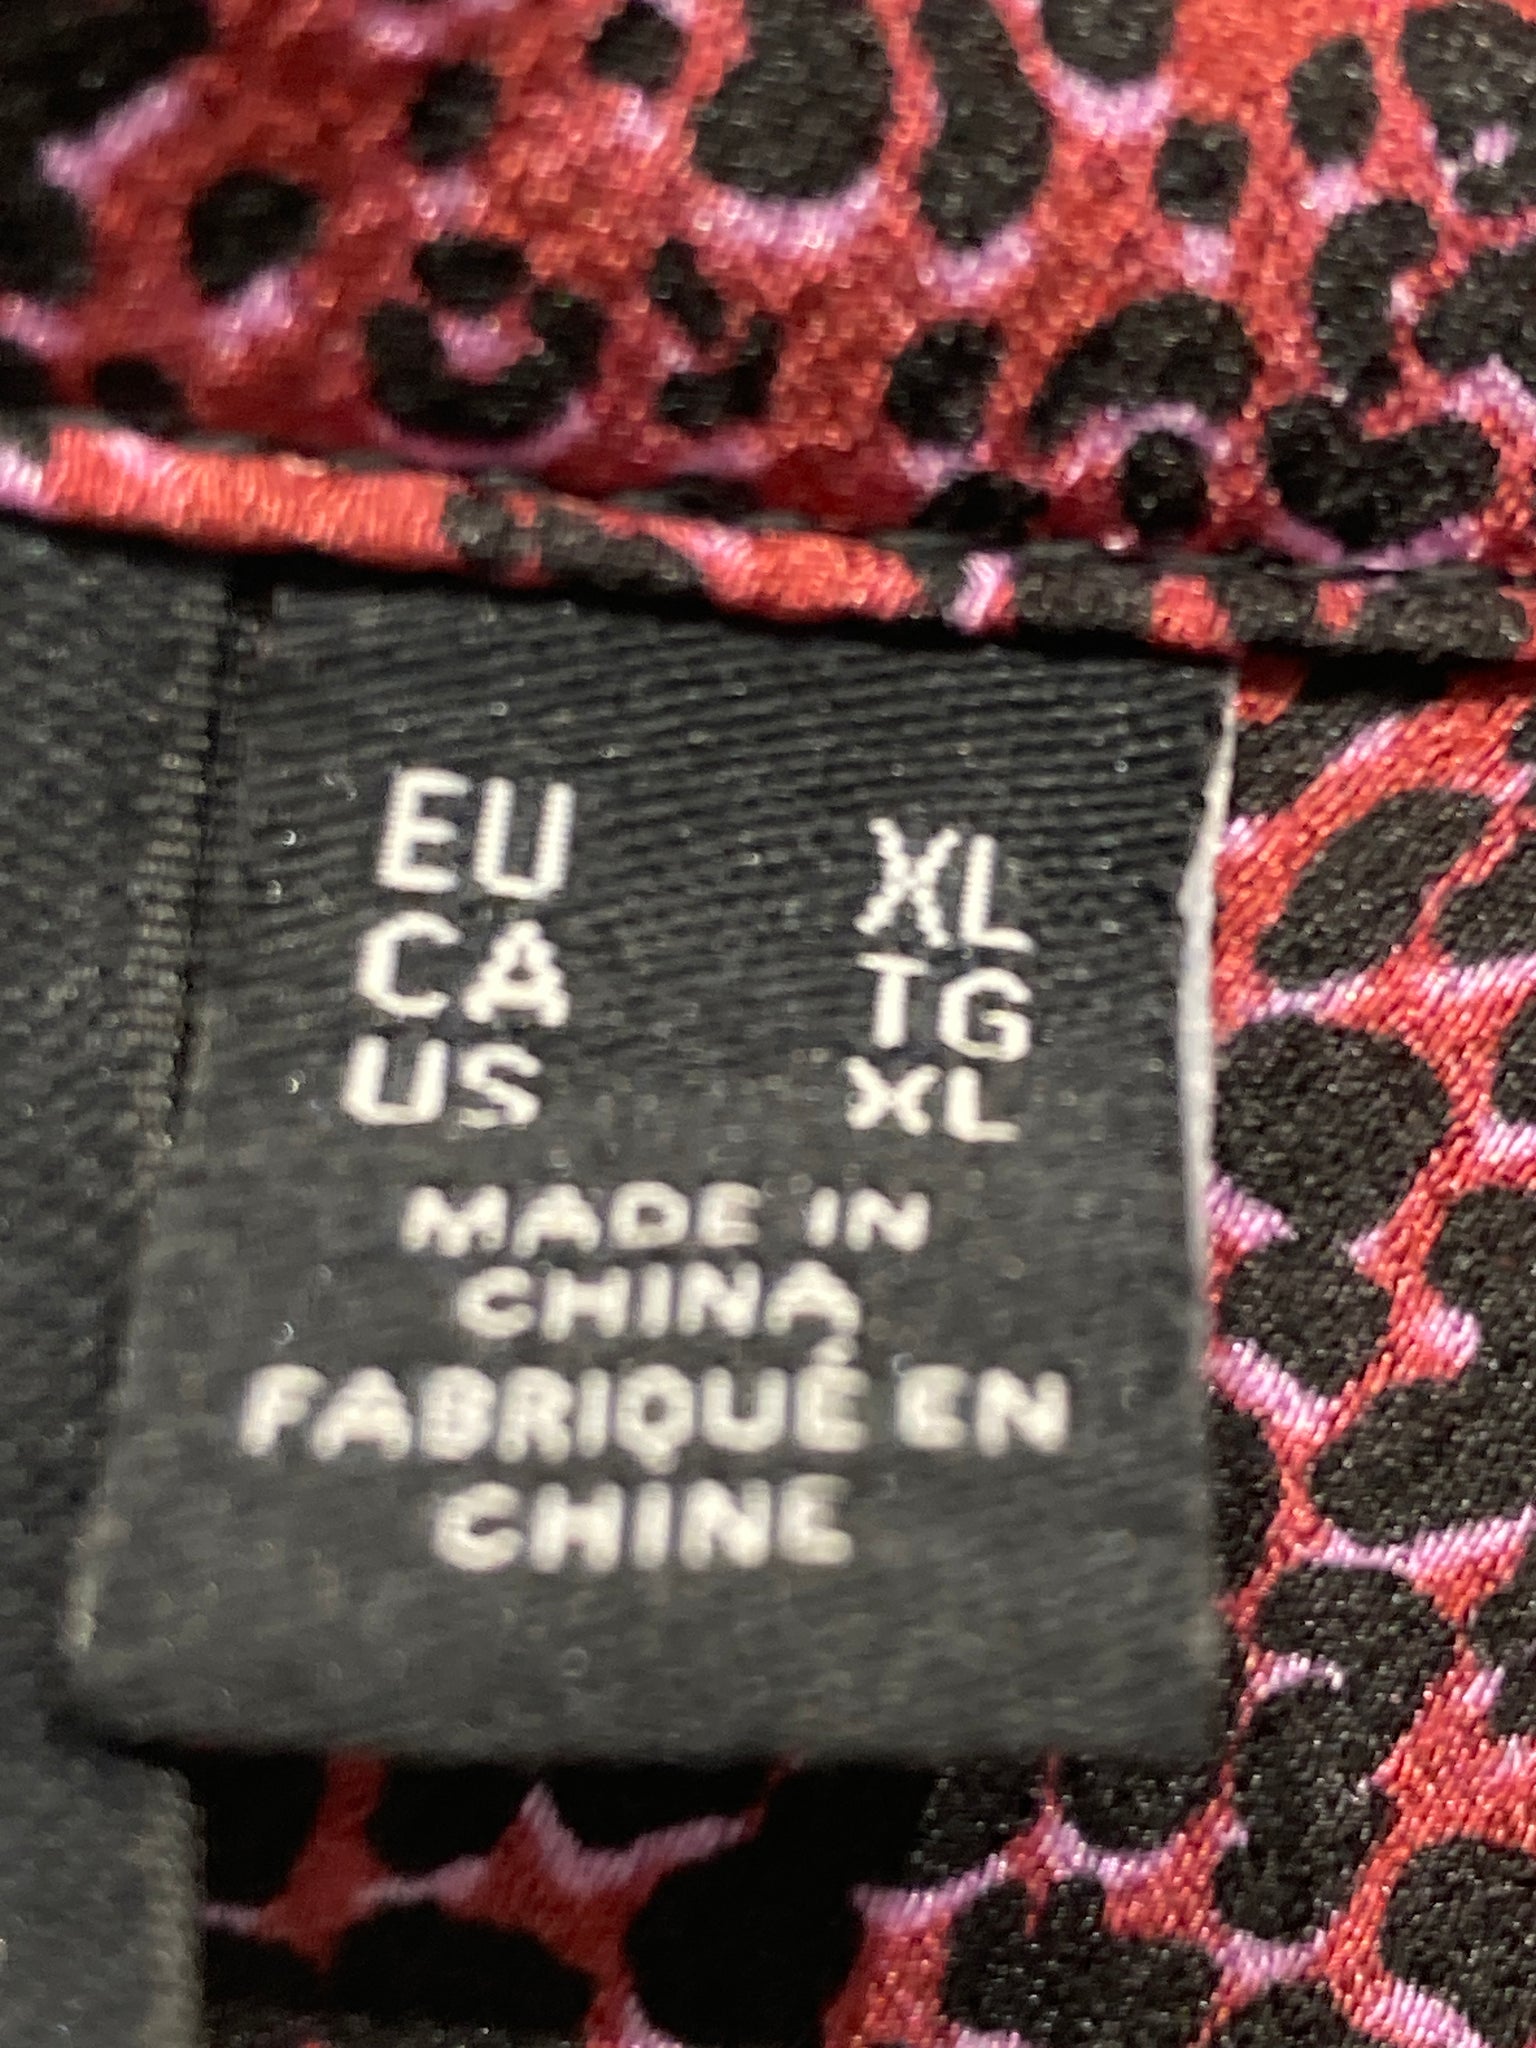 EU XL
CA TG
US XL
MADE IN
CHINA
FABRIQUÉ EN
CHINE